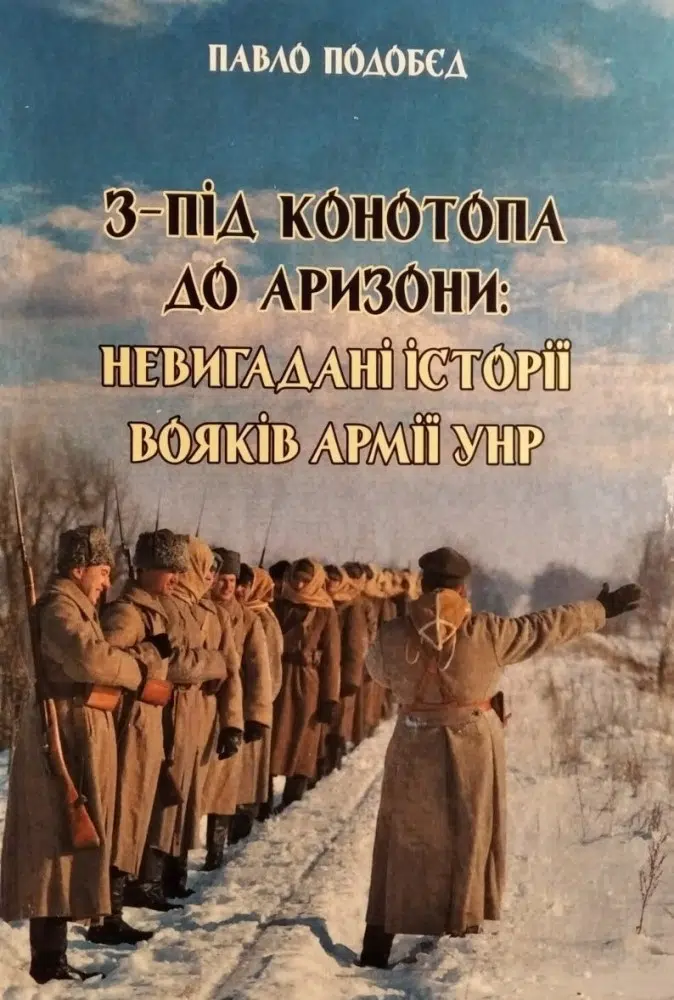 ПАВЛО ПОДОБЄД
З-ПІД КОНОТОПА
ДО АРИЗОНИ:
НЕВИГАДАНІ ІСТОРІЇ
ВОЯКІВ АРМІЇ УНР